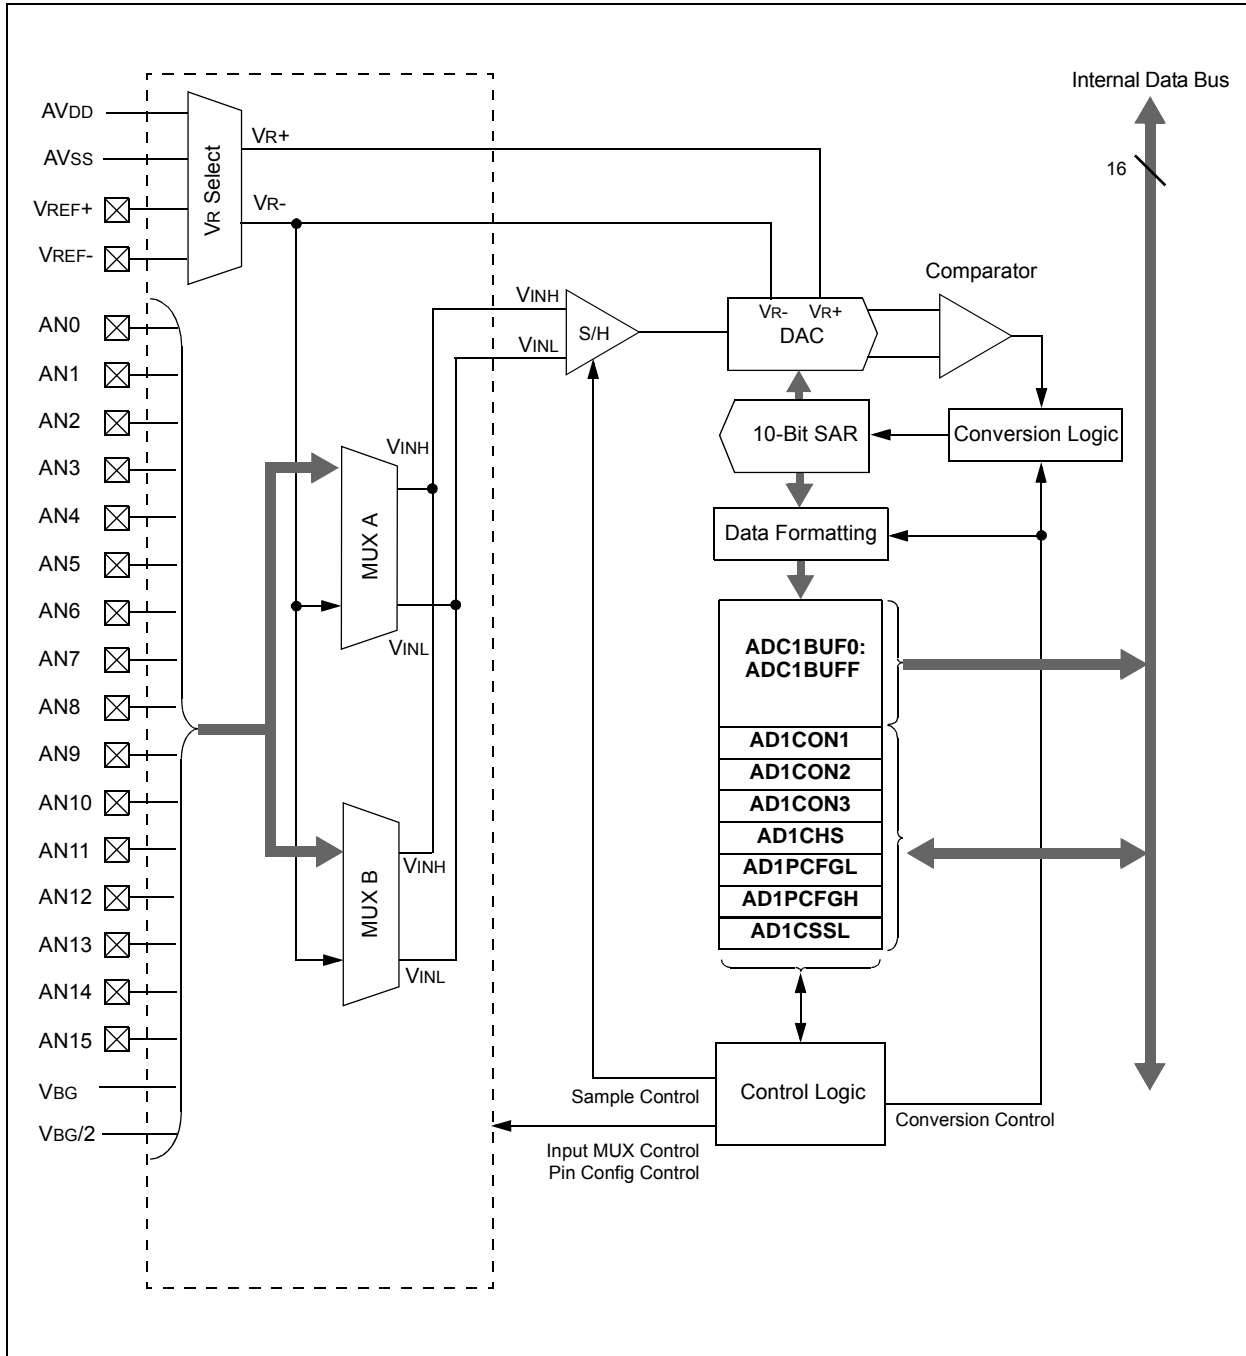 Internal Data Bus
16
AVDD
AVSS
VREF+
VREF-
VR Select
VR+
VR-
AN0
AN1
AN2
AN3
AN4
AN5
AN6
AN7
AN8
AN9
AN10
AN11
AN12
AN13
AN14
AN15
VBG
VBG/2
MUX A
VINH
VINL
MUX B
VINH
VINL
VINH
VINL
S/H
VR- VR+
DAC
Comparator
10-Bit SAR
Conversion Logic
Data Formatting
ADC1BUF0:
ADC1BUFF
AD1CON1
AD1CON2
AD1CON3
AD1CHS
AD1PCFGL
AD1PCFGH
AD1CSSL
Control Logic
Sample Control
Input MUX Control
Pin Config Control
Conversion Control